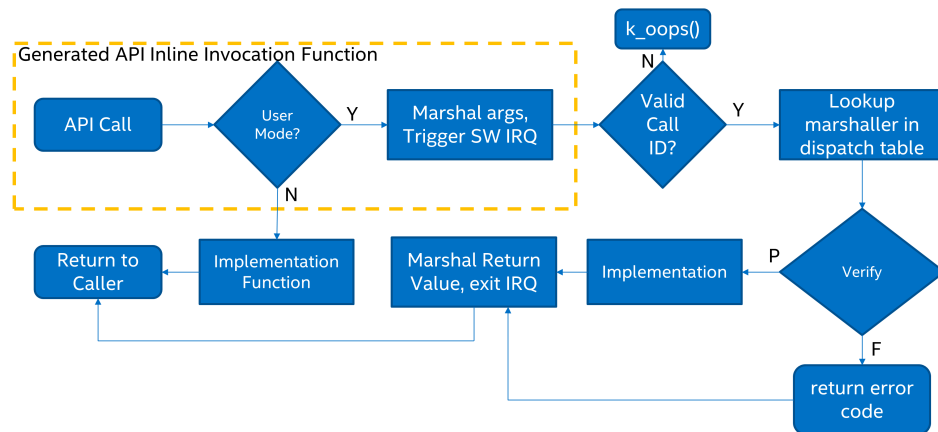 k_oops()
Generated API Inline Invocation Function
N
API Call
User
Mode?
Y
Marshal args,
Trigger SW IRQ
Valid
Call
ID?
Y
Lookup
marshaller in
dispatch table
N
Return to
Caller
Implementation
Function
Marshal Return
Value, exit IRQ
Implementation
P
Verify
F
return error
code